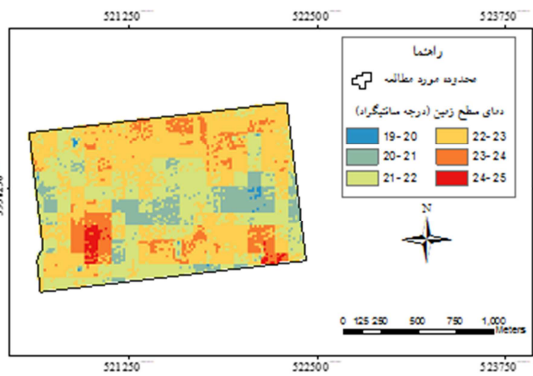 521250 522500 523750
راهنما
محدوده مورد مطالعه
دمای سطح زمین (درجه سانتیگراد)
19-20 22-23
20-21 23-24
21-22 24-25
N
0 125 250 500 750 1,000
Meters
521250 522500 523750